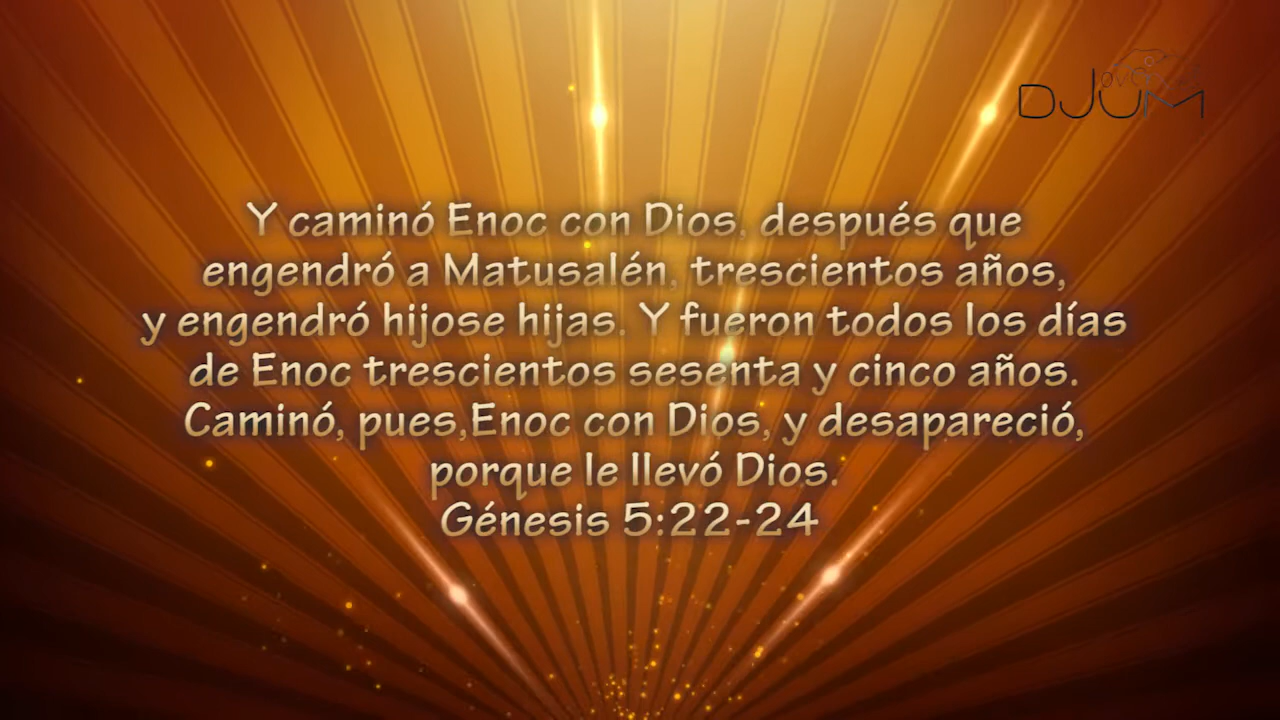 Joven
DJUM
Y caminó Enoc con Dios, después que
engendró a Matusalén, trescientos años,
y engendró hijose hijas. Y fueron todos los días
de Enoc trescientos sesenta y cinco años.
Caminó, pues,Enoc con Dios, y desapareció,
porque le llevó Dios.
Génesis 5:22-24